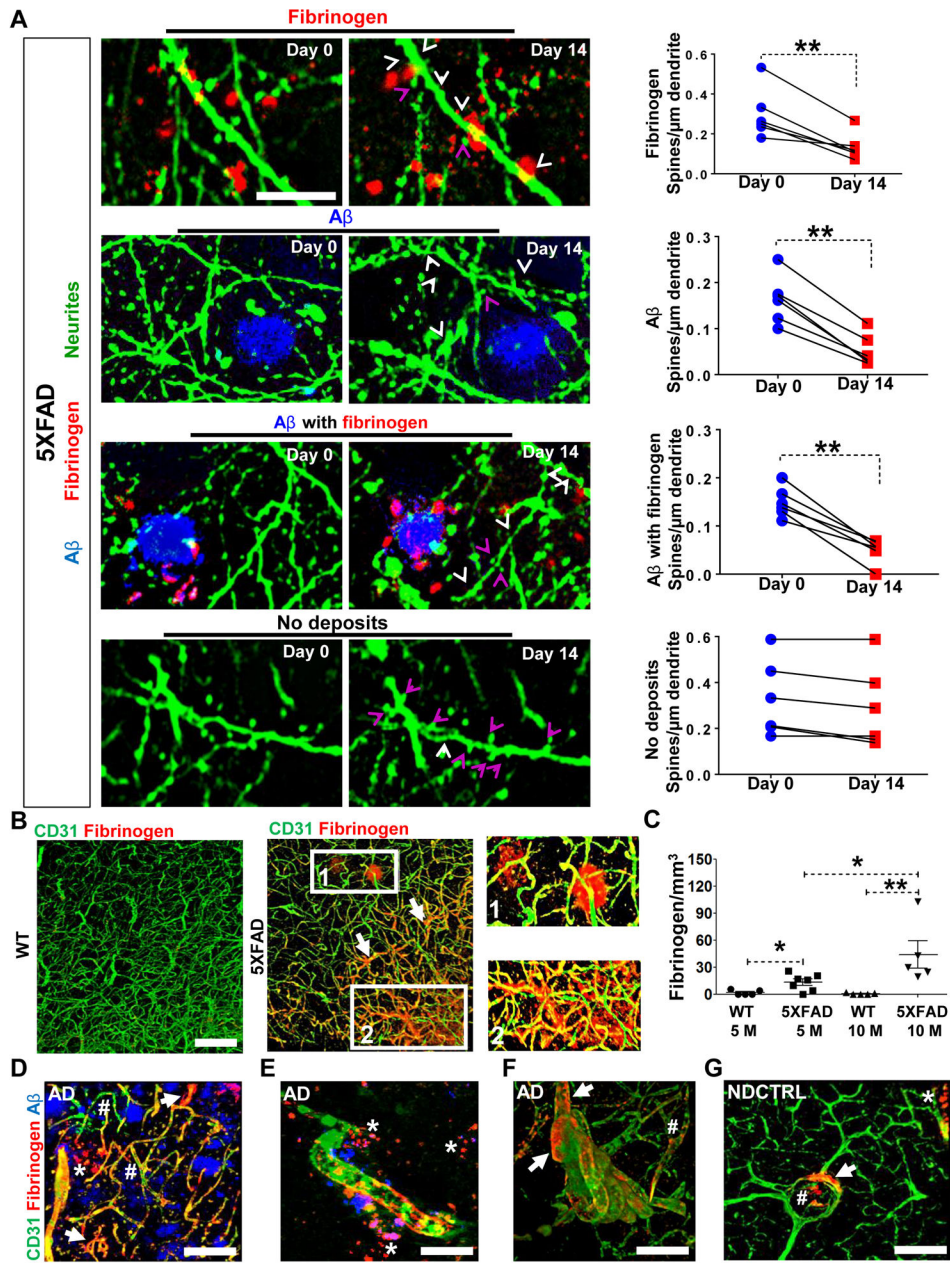 A
Fibrinogen
Day 0
Day 14
Fibrinogen
Spines/µm dendrite
0.6
0.4
0.2
0.0
**
Day 0
Day 14
Aβ
Day 0
Day 14
Aβ
Spines/µm dendrite
0.3
0.2
0.1
0.0
**
Day 0
Day 14
5XFAD
Aβ Fibrinogen Neurites
Aβ with fibrinogen
Day 0
Day 14
Aβ with fibrinogen
Spines/µm dendrite
0.3
0.2
0.1
0.0
**
Day 0
Day 14
No deposits
Day 0
Day 14
No deposits
Spines/µm dendrite
0.6
0.4
0.2
0.0
Day 0
Day 14
B
CD31 Fibrinogen
WT
CD31 Fibrinogen
5XFAD
1
2
1
2
C
Fibrinogen/mm³
150
120
90
60
30
0
*
*
**
WT 5XFAD WT 5XFAD
5 M 5 M 10 M 10 M
D
CD31 Fibrinogen Aβ
AD
#
#
*
E
AD
*
*
*
F
AD
#
G
NDCTRL
*
#